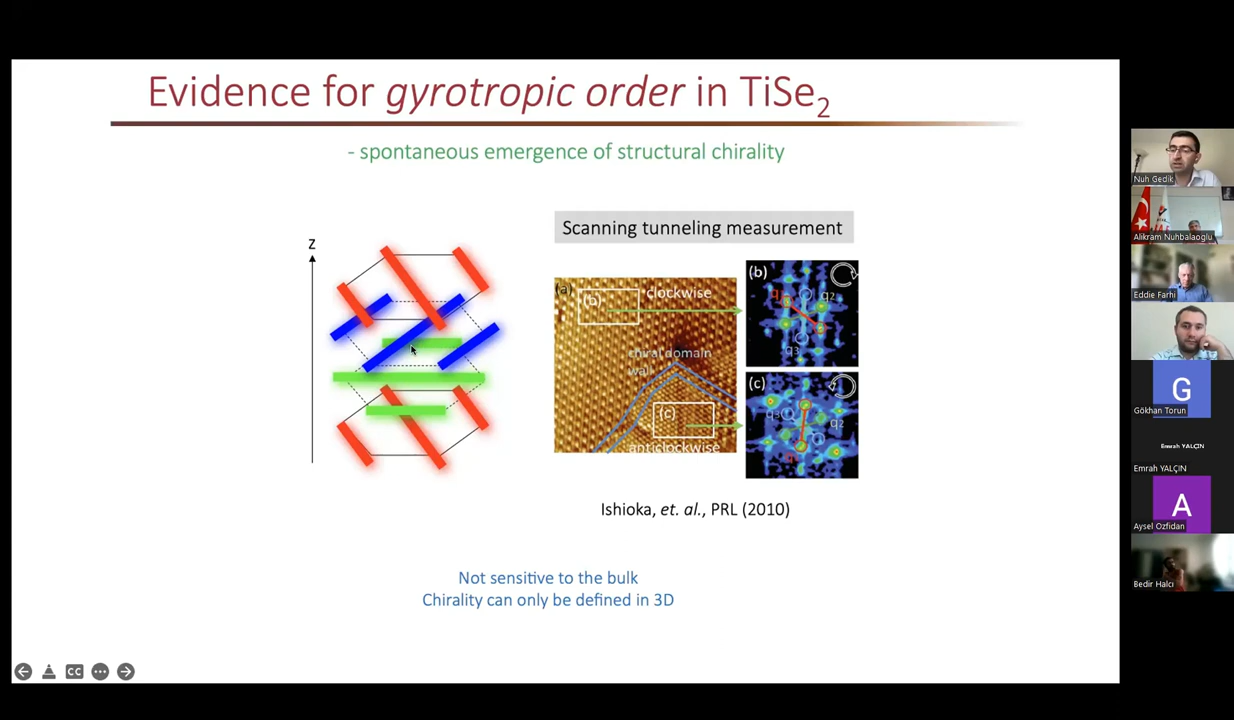 Evidence for gyrotropic order in TiSe2
- spontaneous emergence of structural chirality
Z
Scanning tunneling measurement
(a)
(b)
clockwise
chiral domain
wall
(c)
anticlockwise
(b)
q1
q2
q3
(c)
q3
q2
Ishioka, et. al., PRL (2010)
Not sensitive to the bulk
Chirality can only be defined in 3D
CC
Nuh Gedik
Alikram Nuhbalaoglu
Eddie Farhi
G
Gökhan Torun
Emrah YALÇIN
Emrah YALÇIN
A
Aysel Ozfidan
Bedir Halcı